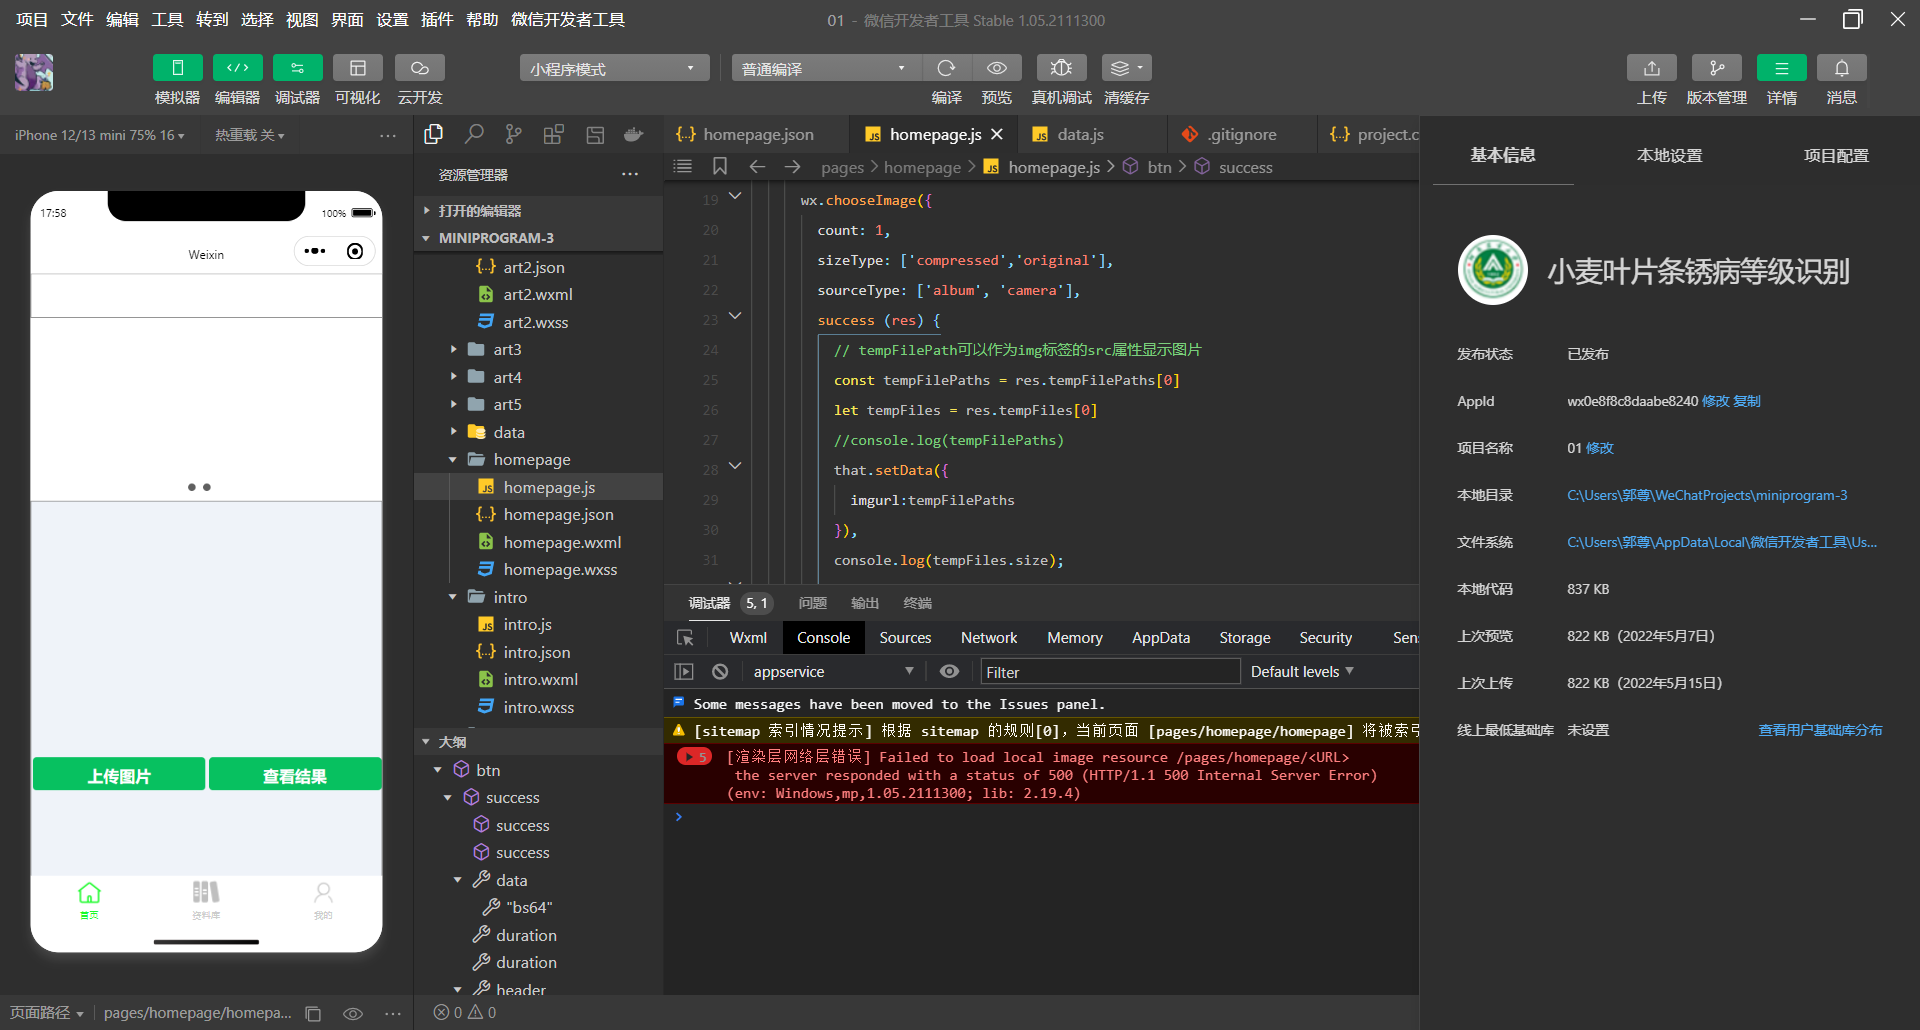 项目 文件 编辑 工具 转到 选择 视图 界面 设置 插件 帮助 微信开发者工具
01 - 微信开发者工具 Stable 1.05.2111300
小程序模式
普通编译
模拟器 编辑器 调试器 可视化 云开发
编译 预览 真机调试 清缓存
上传 版本管理 详情 消息
iPhone 12/13 mini 75% 16
热重载 关
17:58
100%
Weixin
上传图片
查看结果
首页
资料库
我的
页面路径
pages/homepage/homepa...
资源管理器
打开的编辑器
MINIPROGRAM-3
art2.json
art2.wxml
art2.wxss
art3
art4
art5
data
homepage
homepage.js
homepage.json
homepage.wxml
homepage.wxss
intro
intro.js
intro.json
intro.wxml
intro.wxss
大纲
btn
success
success
success
data
"bs64"
duration
duration
header
0 0
homepage.json
homepage.js
data.js
.gitignore
project.c
pages > homepage > homepage.js > btn > success
19 wx.chooseImage({
20 count: 1,
21 sizeType: ['compressed','original'],
22 sourceType: ['album', 'camera'],
23 success (res) {
24 // tempFilePath可以作为img标签的src属性显示图片
25 const tempFilePaths = res.tempFilePaths[0]
26 let tempFiles = res.tempFiles[0]
27 //console.log(tempFilePaths)
28 that.setData({
29 imgurl:tempFilePaths
30 }),
31 console.log(tempFiles.size);
调试器 5, 1 问题 输出 终端
Wxml Console Sources Network Memory AppData Storage Security Sens
appservice
Filter
Default levels
Some messages have been moved to the Issues panel.
[sitemap 索引情况提示] 根据 sitemap 的规则[0]，当前页面 [pages/homepage/homepage] 将被索引
5 [渲染层网络层错误] Failed to load local image resource /pages/homepage/<URL>
the server responded with a status of 500 (HTTP/1.1 500 Internal Server Error)
(env: Windows,mp,1.05.2111300; lib: 2.19.4)
基本信息
本地设置
项目配置
小麦叶片条锈病等级识别
发布状态 已发布
AppId wx0e8f8c8daabe8240 修改 复制
项目名称 01 修改
本地目录 C:\Users\郭尊\WeChatProjects\miniprogram-3
文件系统 C:\Users\郭尊\AppData\Local\微信开发者工具\Us...
本地代码 837 KB
上次预览 822 KB（2022年5月7日）
上次上传 822 KB（2022年5月15日）
线上最低基础库 未设置 查看用户基础库分布